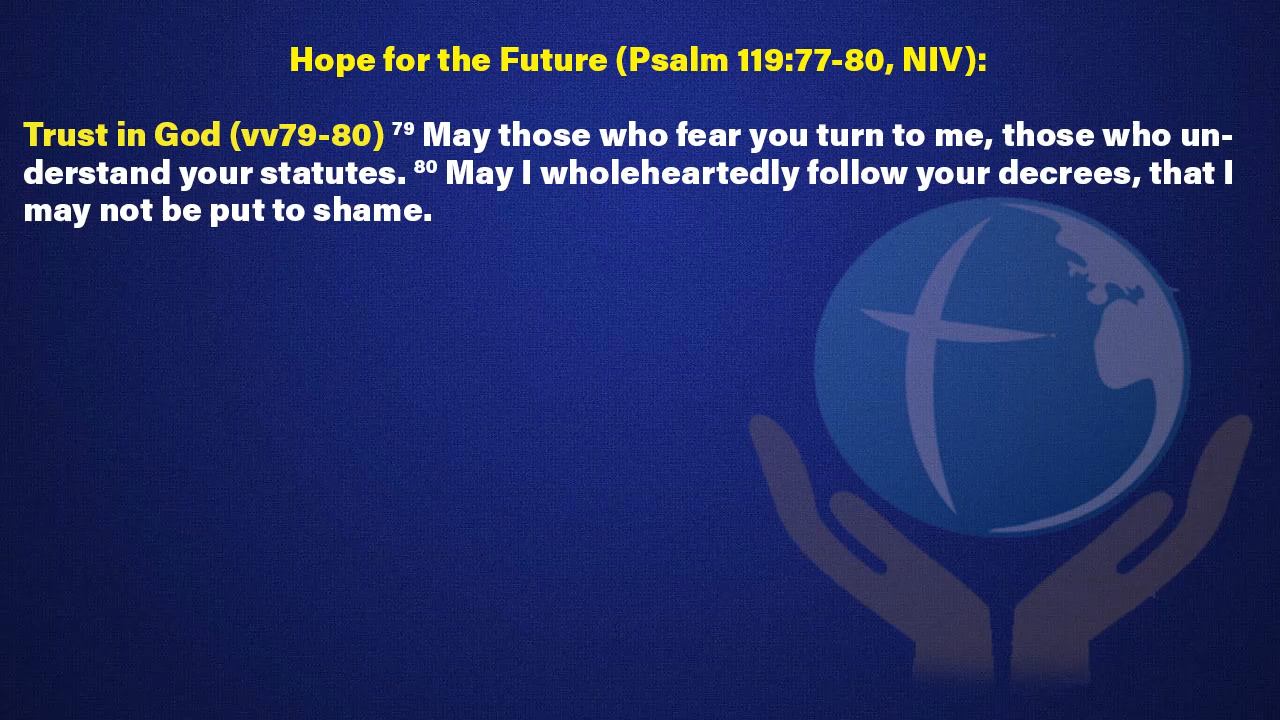 Hope for the Future (Psalm 119:77-80, NIV):
Trust in God (vv79-80) ⁷⁹ May those who fear you turn to me, those who un-
derstand your statutes. ⁸⁰ May I wholeheartedly follow your decrees, that I
may not be put to shame.